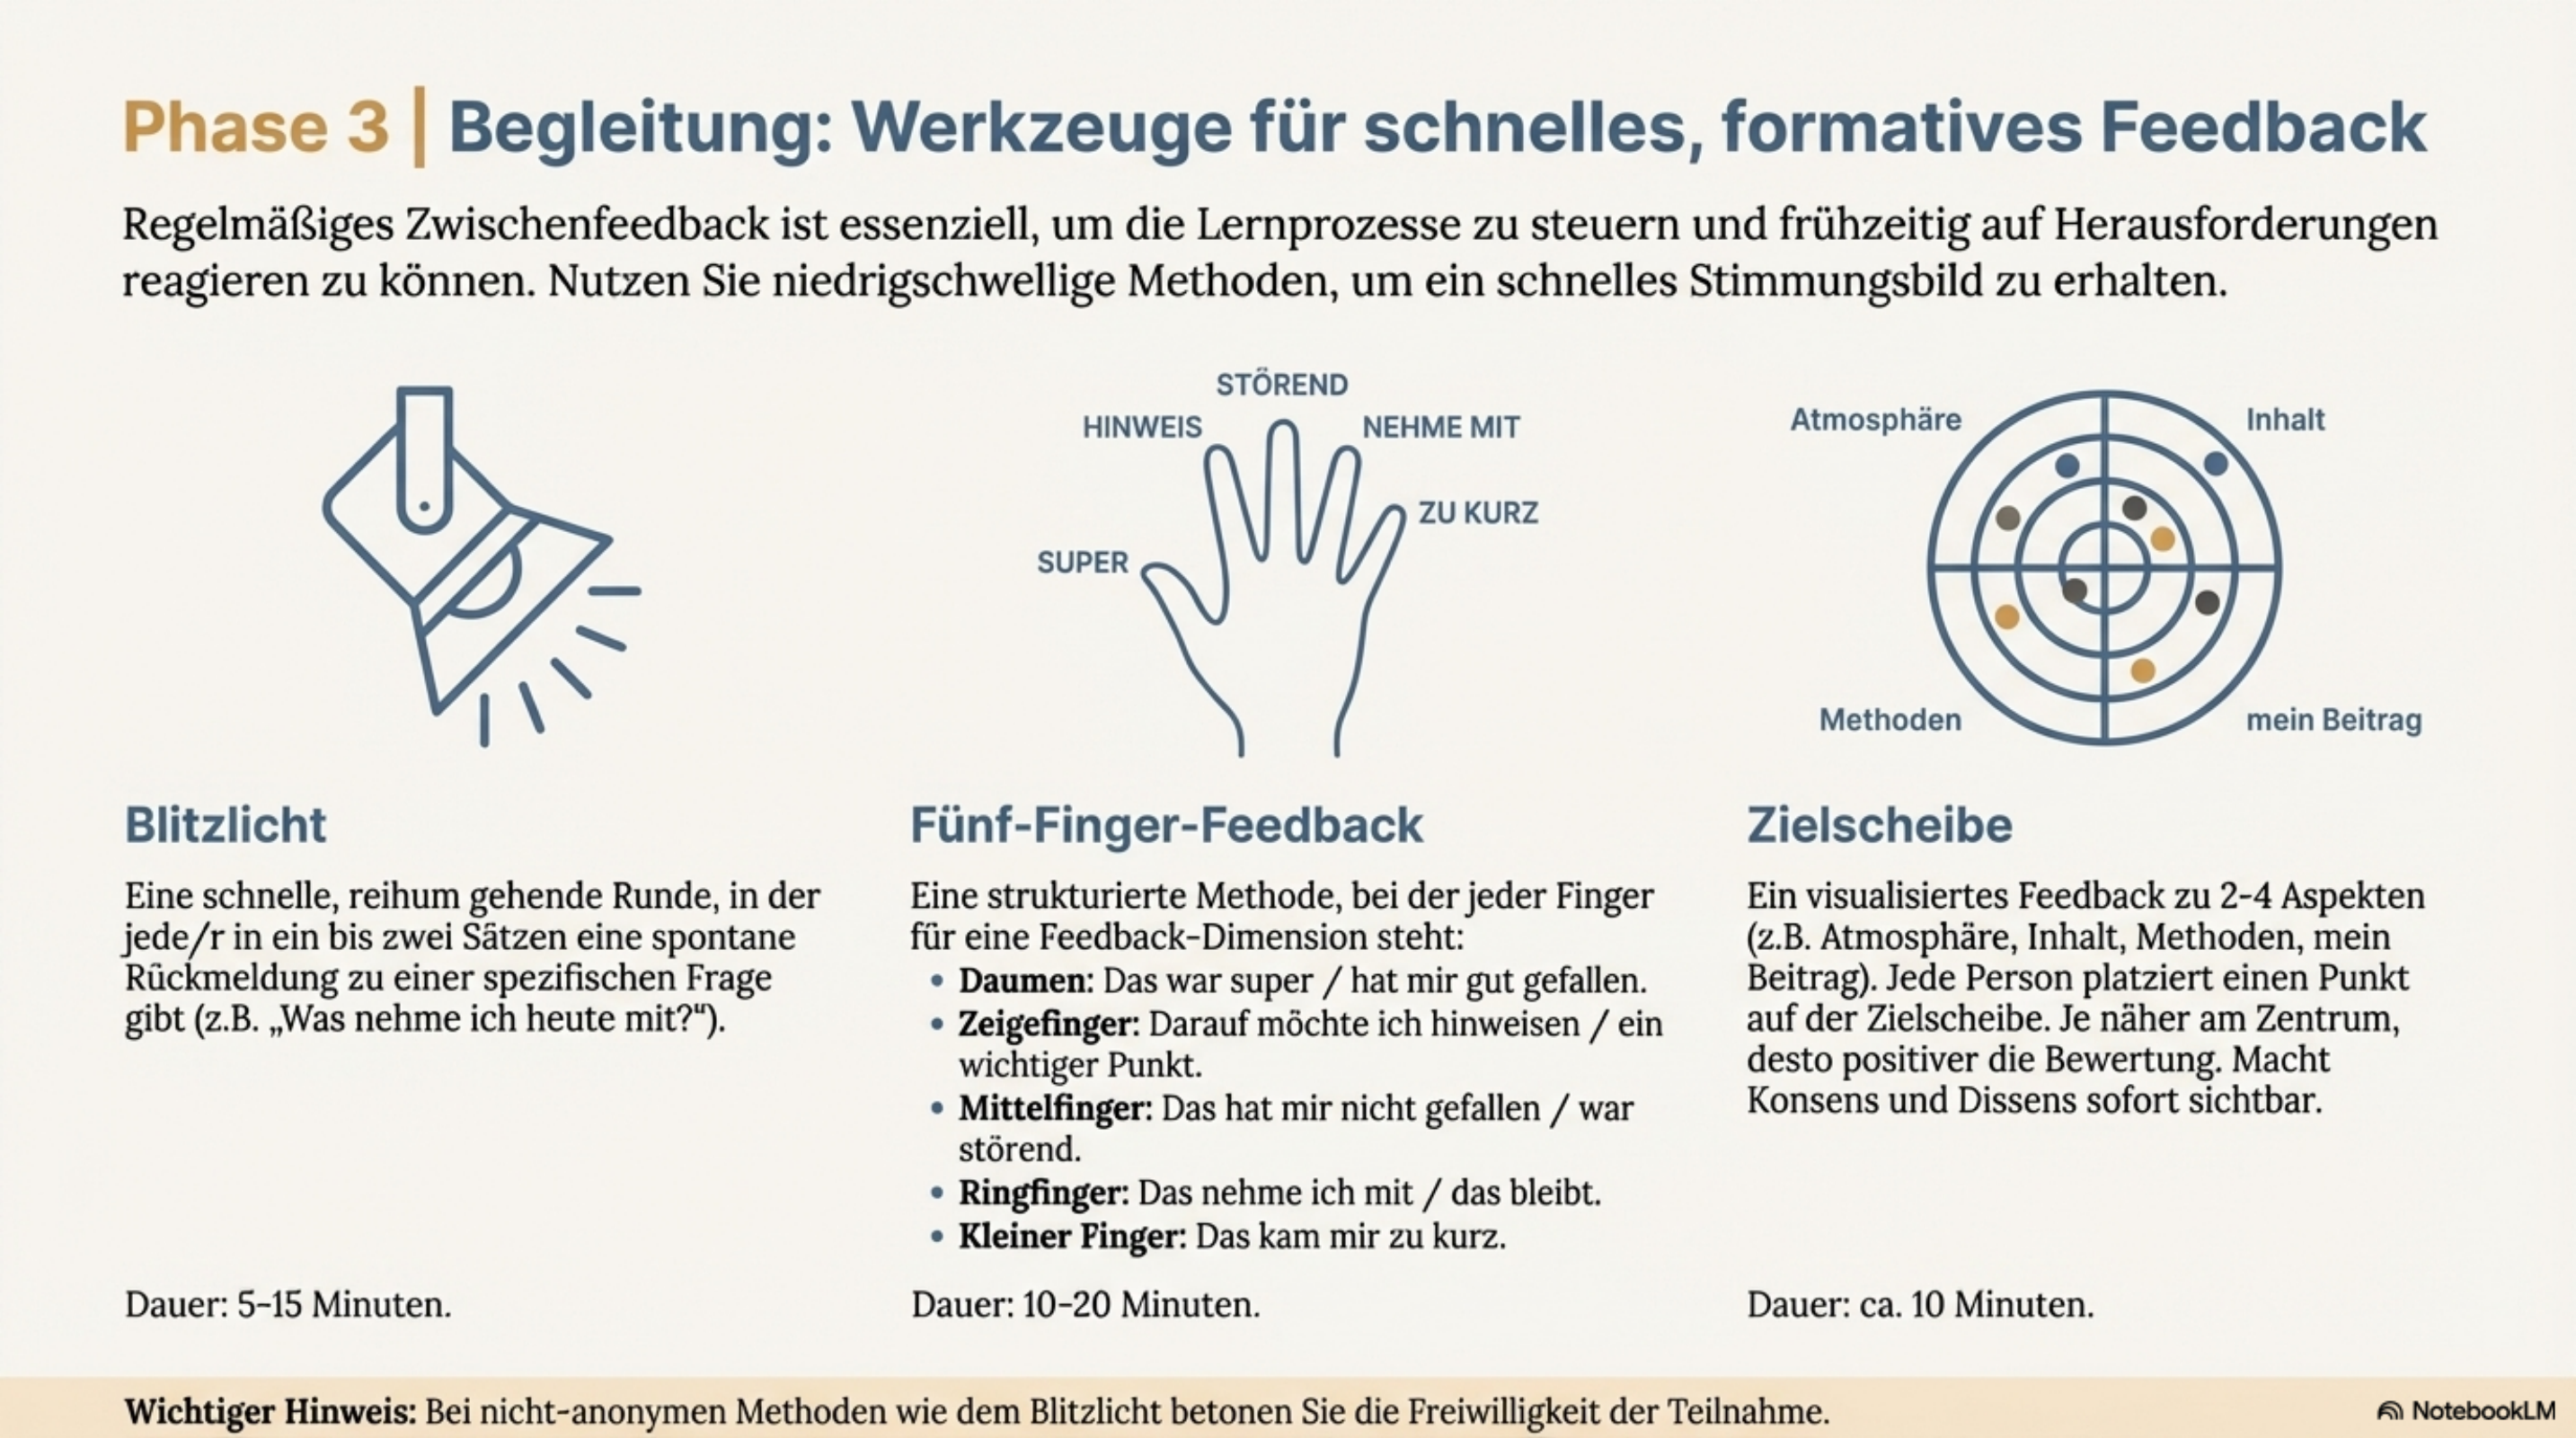 Phase 3 | Begleitung: Werkzeuge für schnelles, formatives Feedback
Regelmäßiges Zwischenfeedback ist essenziell, um die Lernprozesse zu steuern und frühzeitig auf Herausforderungen
reagieren zu können. Nutzen Sie niedrigschwellige Methoden, um ein schnelles Stimmungsbild zu erhalten.
STÖREND
HINWEIS
NEHME MIT
ZU KURZ
SUPER
Atmosphäre
Inhalt
Methoden
mein Beitrag
Blitzlicht
Eine schnelle, reihum gehende Runde, in der
jede/r in ein bis zwei Sätzen eine spontane
Rückmeldung zu einer spezifischen Frage
gibt (z.B. „Was nehme ich heute mit?“).
Dauer: 5–15 Minuten.
Fünf-Finger-Feedback
Eine strukturierte Methode, bei der jeder Finger
für eine Feedback-Dimension steht:
• Daumen: Das war super / hat mir gut gefallen.
• Zeigefinger: Darauf möchte ich hinweisen / ein
wichtiger Punkt.
• Mittelfinger: Das hat mir nicht gefallen / war
störend.
• Ringfinger: Das nehme ich mit / das bleibt.
• Kleiner Finger: Das kam mir zu kurz.
Dauer: 10–20 Minuten.
Zielscheibe
Ein visualisiertes Feedback zu 2-4 Aspekten
(z.B. Atmosphäre, Inhalt, Methoden, mein
Beitrag). Jede Person platziert einen Punkt
auf der Zielscheibe. Je näher am Zentrum,
desto positiver die Bewertung. Macht
Konsens und Dissens sofort sichtbar.
Dauer: ca. 10 Minuten.
Wichtiger Hinweis: Bei nicht-anonymen Methoden wie dem Blitzlicht betonen Sie die Freiwilligkeit der Teilnahme.
NotebookLM